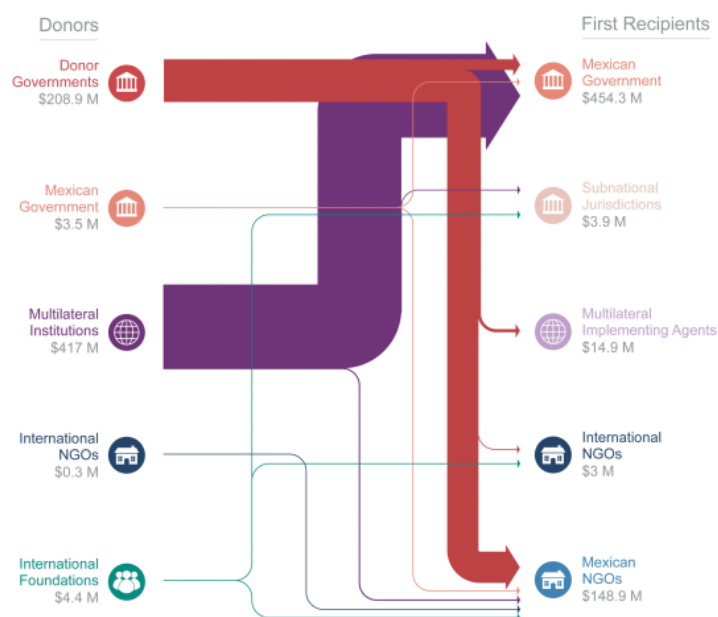 Donors
First Recipients
Donor
Governments
$208.9 M
Mexican
Government
$454.3 M
Mexican
Government
$3.5 M
Subnational
Jurisdictions
$3.9 M
Multilateral
Institutions
$417 M
Multilateral
Implementing Agents
$14.9 M
International
NGOs
$0.3 M
International
NGOs
$3 M
International
Foundations
$4.4 M
Mexican
NGOs
$148.9 M